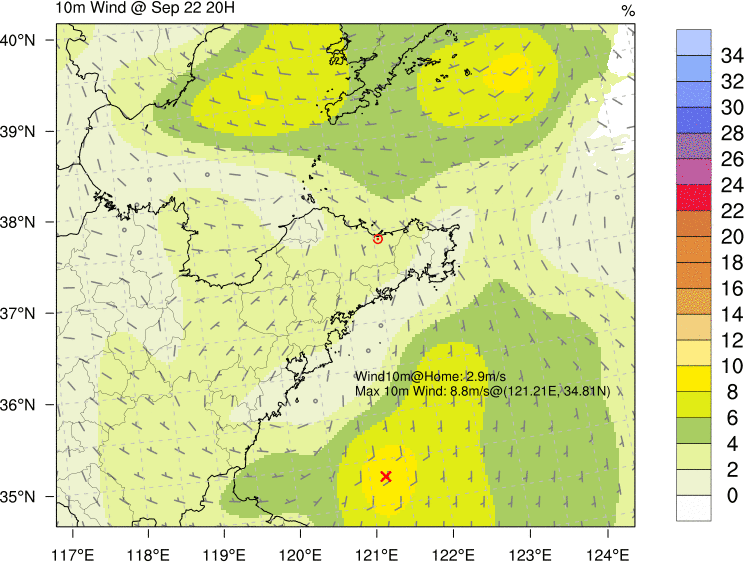 10m Wind @ Sep 22 20H
%
40°N
39°N
38°N
37°N
36°N
35°N
Wind10m@Home: 2.9m/s
Max 10m Wind: 8.8m/s@(121.21E, 34.81N)
117°E 118°E 119°E 120°E 121°E 122°E 123°E 124°E
34
32
30
28
26
24
22
20
18
16
14
12
10
8
6
4
2
0